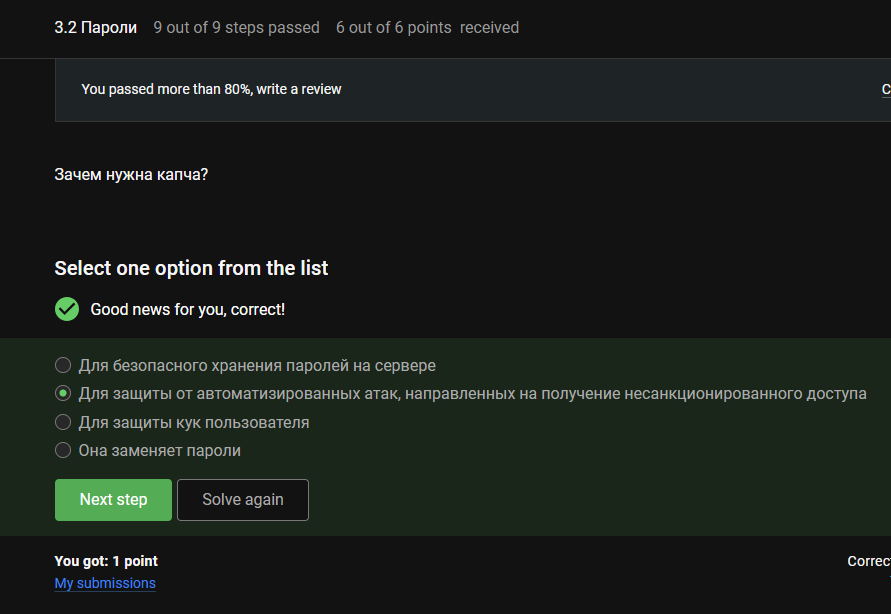 3.2 Пароли 9 out of 9 steps passed 6 out of 6 points received
You passed more than 80%, write a review
Зачем нужна капча?
Select one option from the list
Good news for you, correct!
Для безопасного хранения паролей на сервере
Для защиты от автоматизированных атак, направленных на получение несанкционированного доступа
Для защиты кук пользователя
Она заменяет пароли
Next step Solve again
You got: 1 point
My submissions